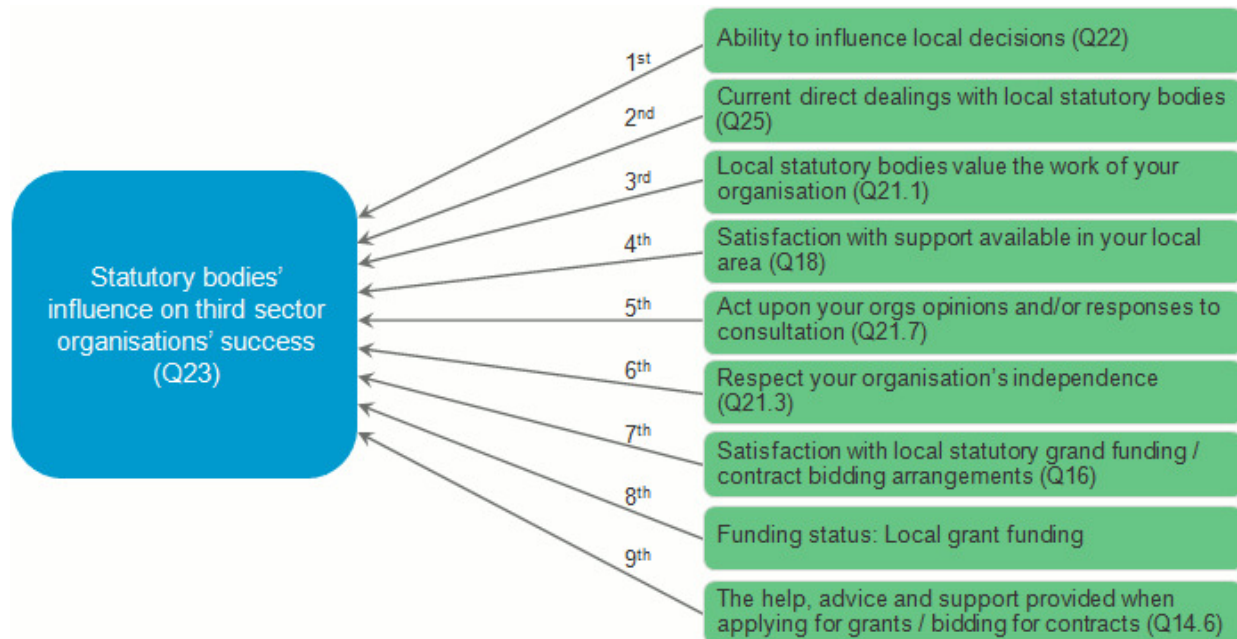 Statutory bodies'
influence on third sector
organisations' success
(Q23)
1st
Ability to influence local decisions (Q22)
2nd
Current direct dealings with local statutory bodies
(Q25)
3rd
Local statutory bodies value the work of your
organisation (Q21.1)
4th
Satisfaction with support available in your local
area (Q18)
5th
Act upon your orgs opinions and/or responses to
consultation (Q21.7)
6th
Respect your organisation's independence
(Q21.3)
7th
Satisfaction with local statutory grand funding /
contract bidding arrangements (Q16)
8th
Funding status: Local grant funding
9th
The help, advice and support provided when
applying for grants / bidding for contracts (Q14.6)